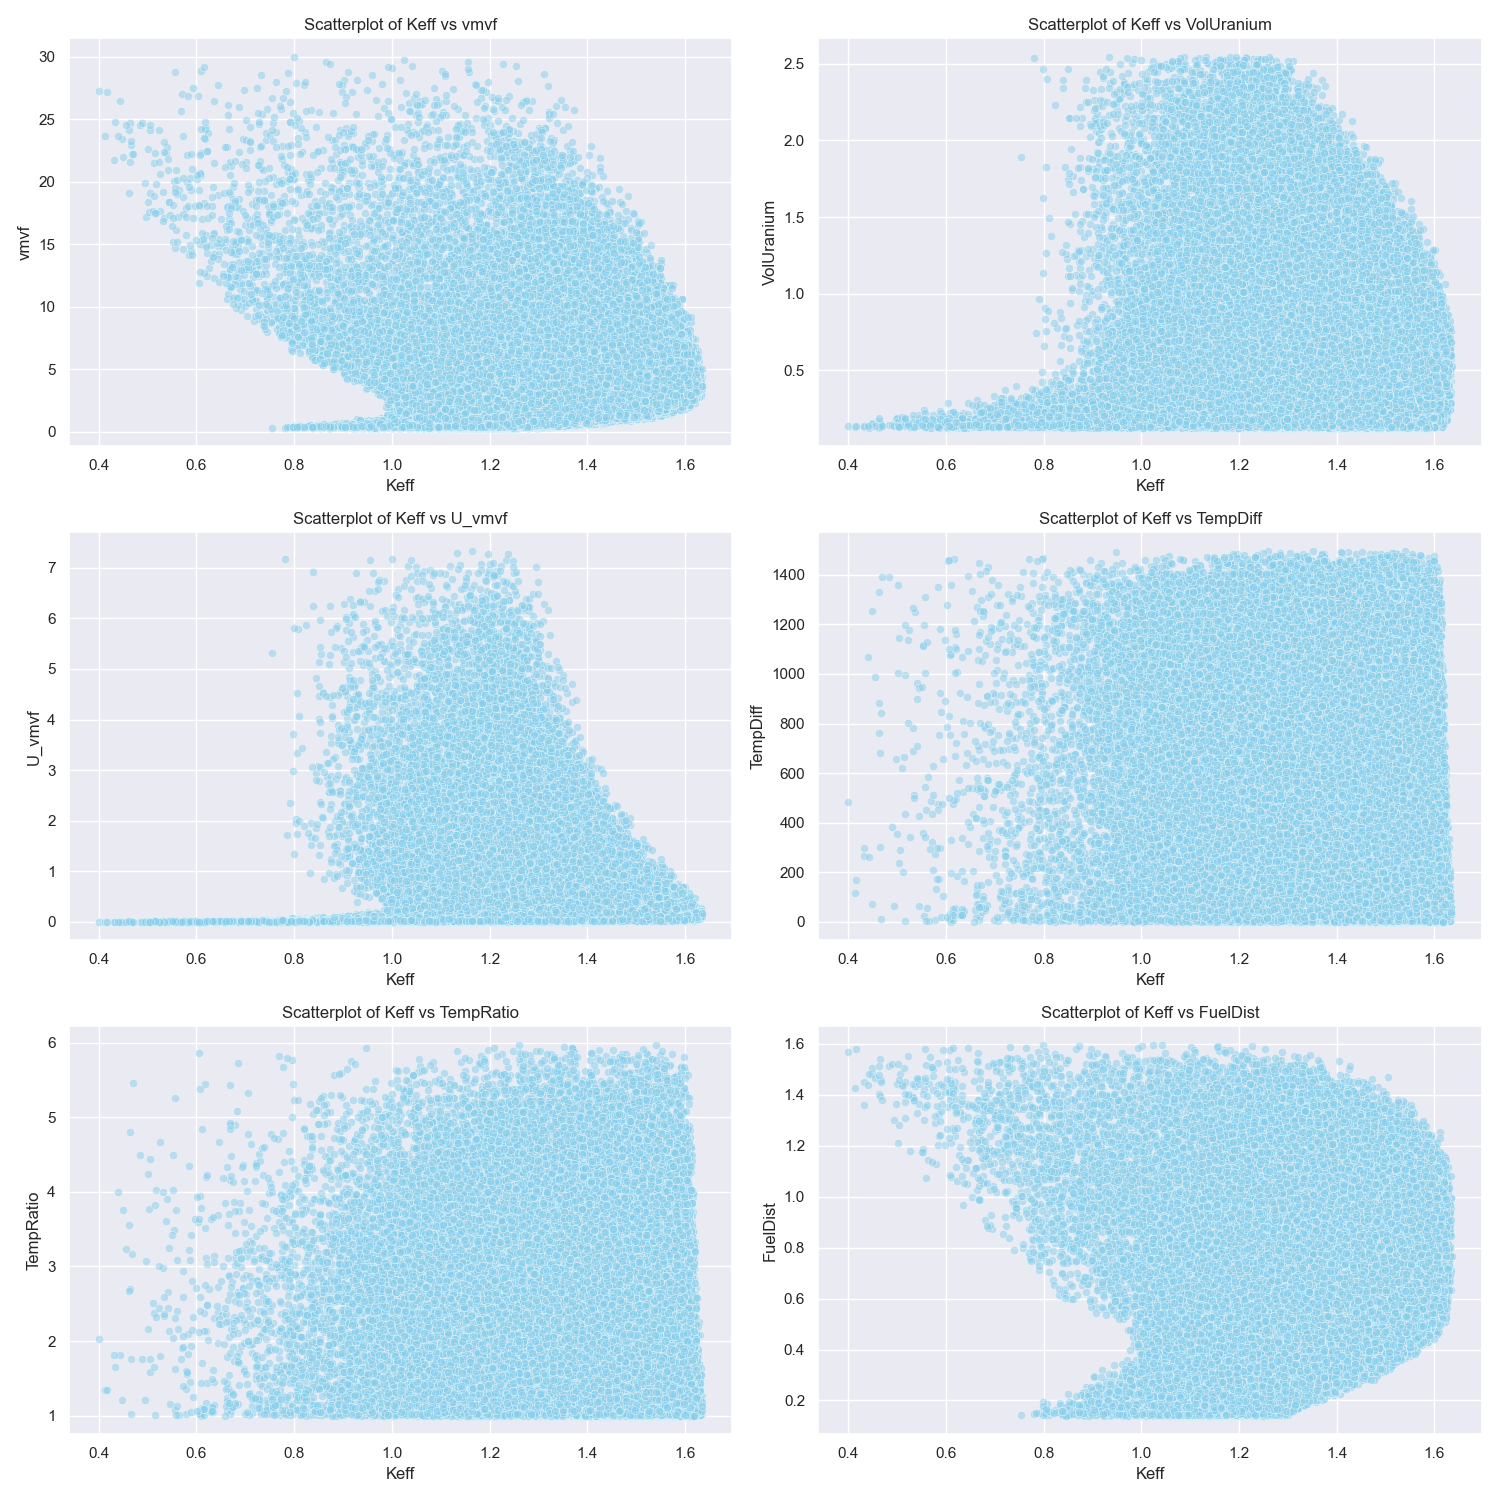 Scatterplot of Keff vs vmvf
30
25
20
15
10
5
0
vmvf
0.4 0.6 0.8 1.0 1.2 1.4 1.6
Keff
Scatterplot of Keff vs VolUranium
2.5
2.0
1.5
1.0
0.5
VolUranium
0.4 0.6 0.8 1.0 1.2 1.4 1.6
Keff
Scatterplot of Keff vs U_vmvf
7
6
5
4
3
2
1
0
U_vmvf
0.4 0.6 0.8 1.0 1.2 1.4 1.6
Keff
Scatterplot of Keff vs TempDiff
1400
1200
1000
800
600
400
200
0
TempDiff
0.4 0.6 0.8 1.0 1.2 1.4 1.6
Keff
Scatterplot of Keff vs TempRatio
6
5
4
3
2
1
TempRatio
0.4 0.6 0.8 1.0 1.2 1.4 1.6
Keff
Scatterplot of Keff vs FuelDist
1.6
1.4
1.2
1.0
0.8
0.6
0.4
0.2
FuelDist
0.4 0.6 0.8 1.0 1.2 1.4 1.6
Keff